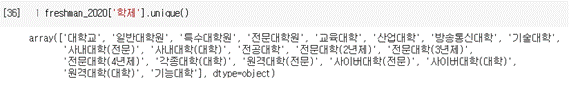 [36] 1 freshman_2020['학제'].unique()
array(['대학교', '일반대학원', '특수대학원', '전문대학원', '교육대학', '산업대학', '방송통신대학', '기술대학',
'사내대학(전문)', '사내대학(대학)', '전공대학', '전문대학(2년제)', '전문대학(3년제)',
'전문대학(4년제)', '각종대학(대학)', '원격대학(전문)', '사이버대학(전문)', '사이버대학(대학)',
'원격대학(대학)', '기능대학'], dtype=object)